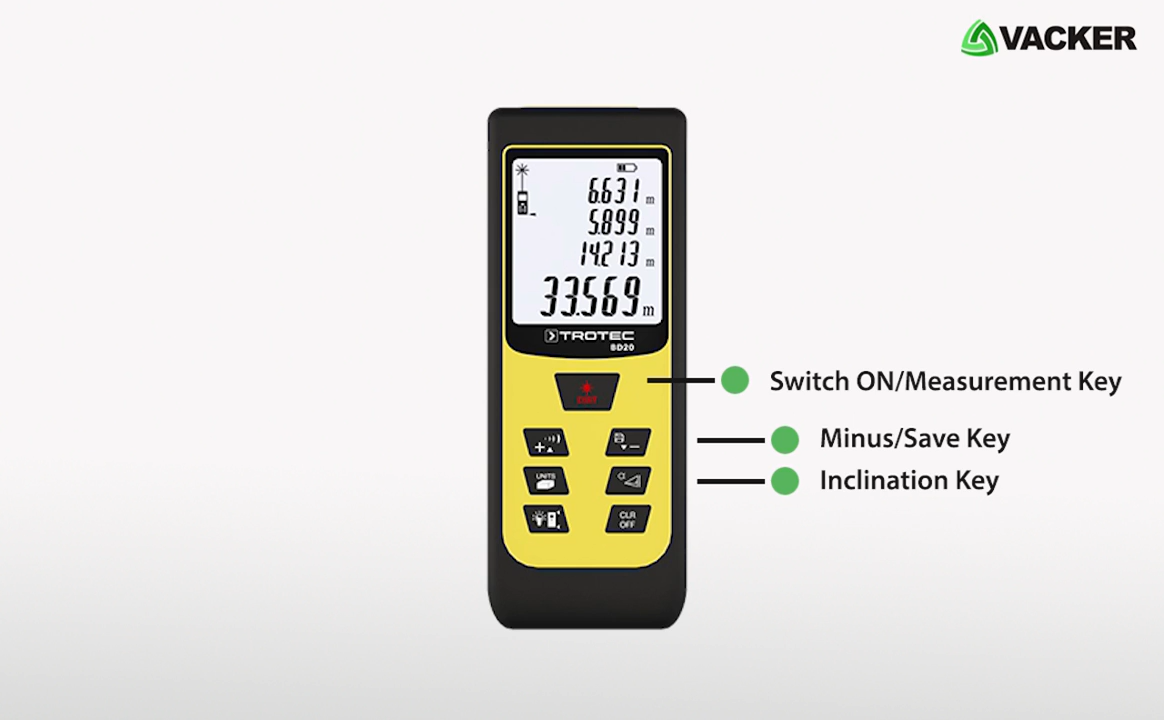 VACKER
6.631 m
5.899 m
14.213 m
33.569 m
TROTEC
BD20
Switch ON/Measurement Key
+ −
Minus/Save Key
UNITS
Inclination Key
CLR
OFF